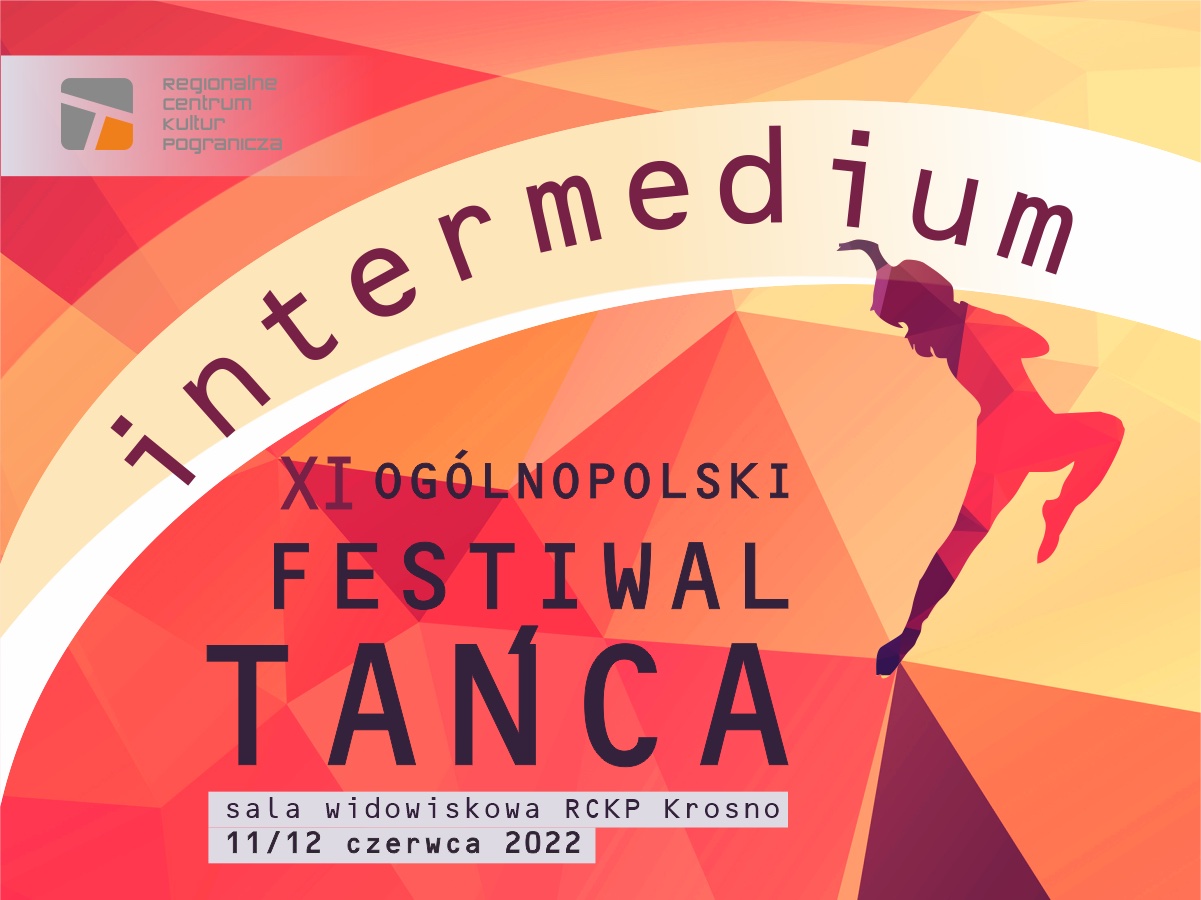 Regionalne
centrum
kultur
pogranicza
intermedium
XI OGÓLNOPOLSKI
FESTIWAL
TAŃCA
sala widowiskowa RCKP Krosno
11/12 czerwca 2022